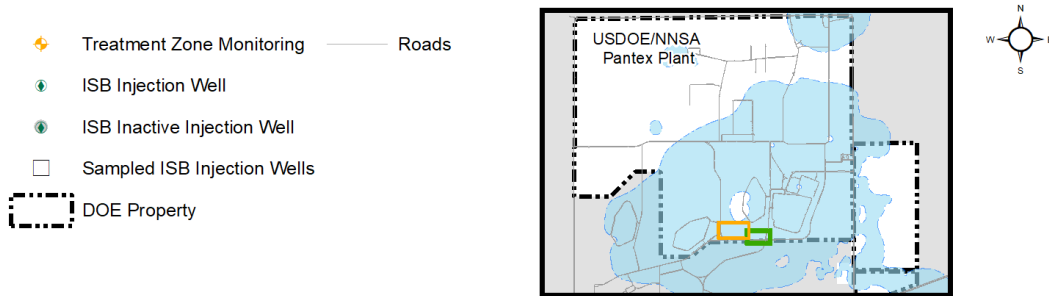 Treatment Zone Monitoring
Roads
ISB Injection Well
ISB Inactive Injection Well
Sampled ISB Injection Wells
DOE Property
USDOE/NNSA
Pantex Plant
N
W
E
S